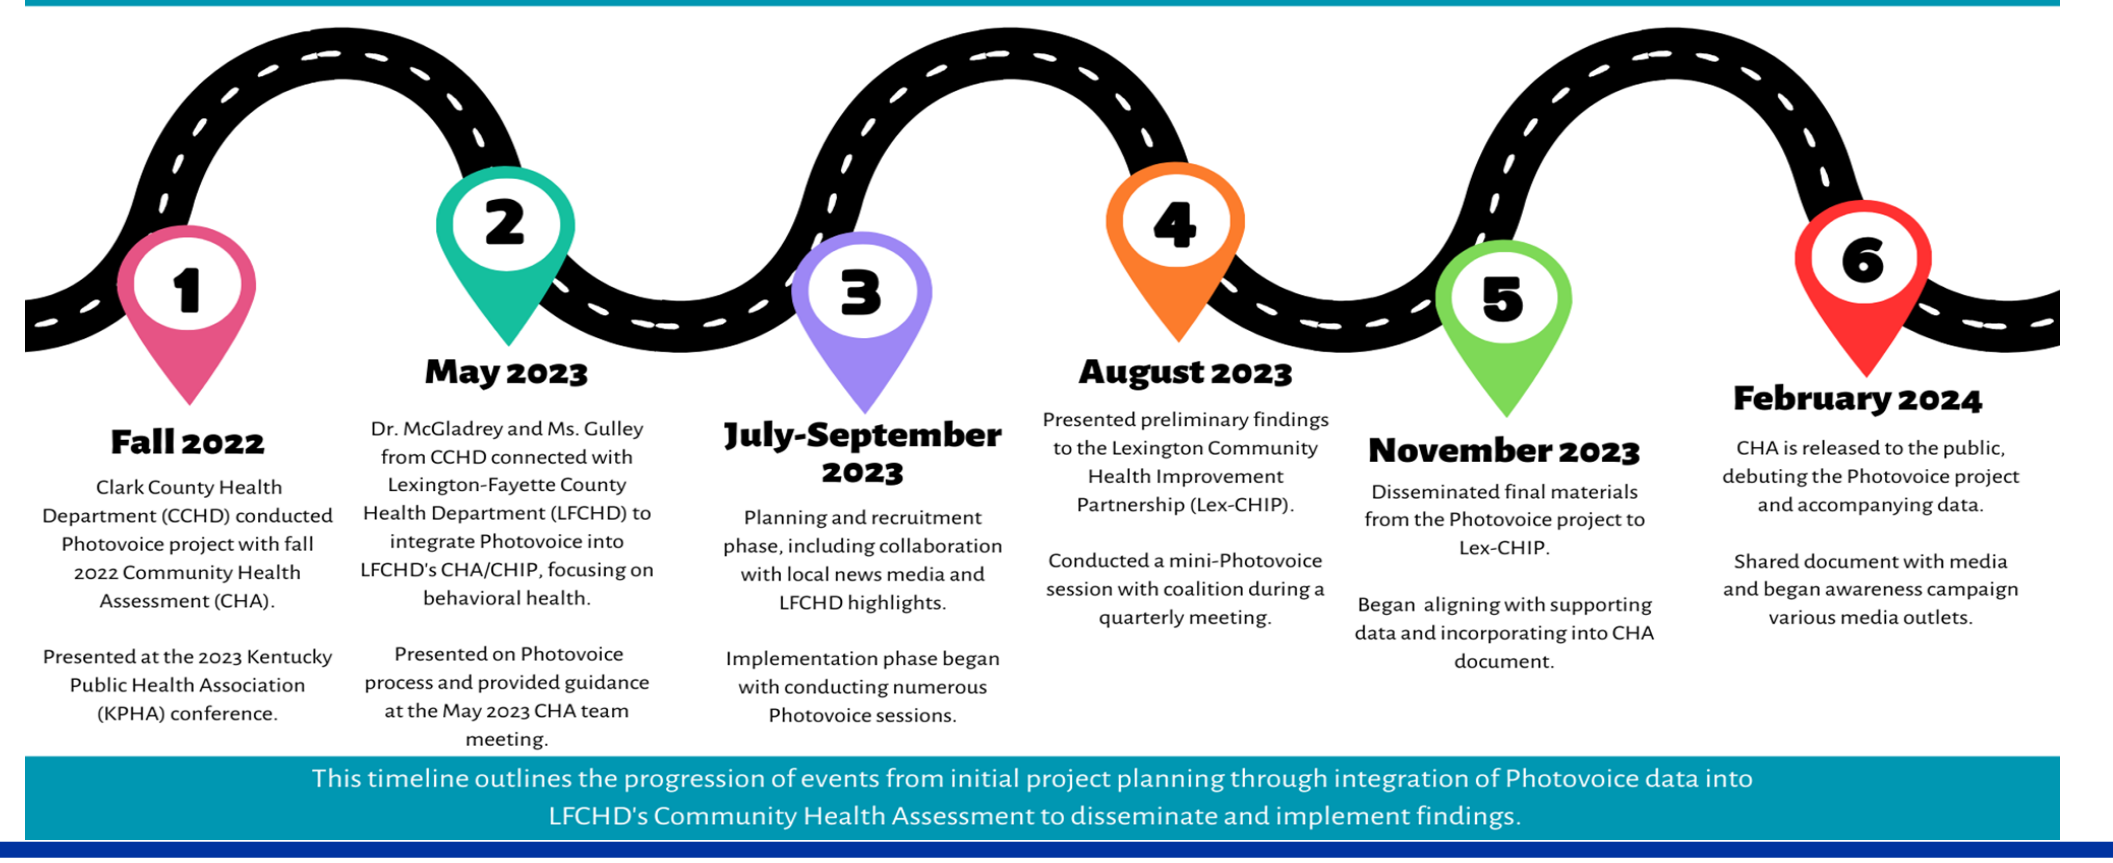 1
Fall 2022
Clark County Health
Department (CCHD) conducted
Photovoice project with fall
2022 Community Health
Assessment (CHA).
Presented at the 2023 Kentucky
Public Health Association
(KPHA) conference.
2
May 2023
Dr. McGladrey and Ms. Gulley
from CCHD connected with
Lexington-Fayette County
Health Department (LFCHD) to
integrate Photovoice into
LFCHD's CHA/CHIP, focusing on
behavioral health.
Presented on Photovoice
process and provided guidance
at the May 2023 CHA team
meeting.
3
July-September
2023
Planning and recruitment
phase, including collaboration
with local news media and
LFCHD highlights.
Implementation phase began
with conducting numerous
Photovoice sessions.
4
August 2023
Presented preliminary findings
to the Lexington Community
Health Improvement
Partnership (Lex-CHIP).
Conducted a mini-Photovoice
session with coalition during a
quarterly meeting.
5
November 2023
Disseminated final materials
from the Photovoice project to
Lex-CHIP.
Began aligning with supporting
data and incorporating into CHA
document.
6
February 2024
CHA is released to the public,
debuting the Photovoice project
and accompanying data.
Shared document with media
and began awareness campaign
various media outlets.
This timeline outlines the progression of events from initial project planning through integration of Photovoice data into
LFCHD's Community Health Assessment to disseminate and implement findings.